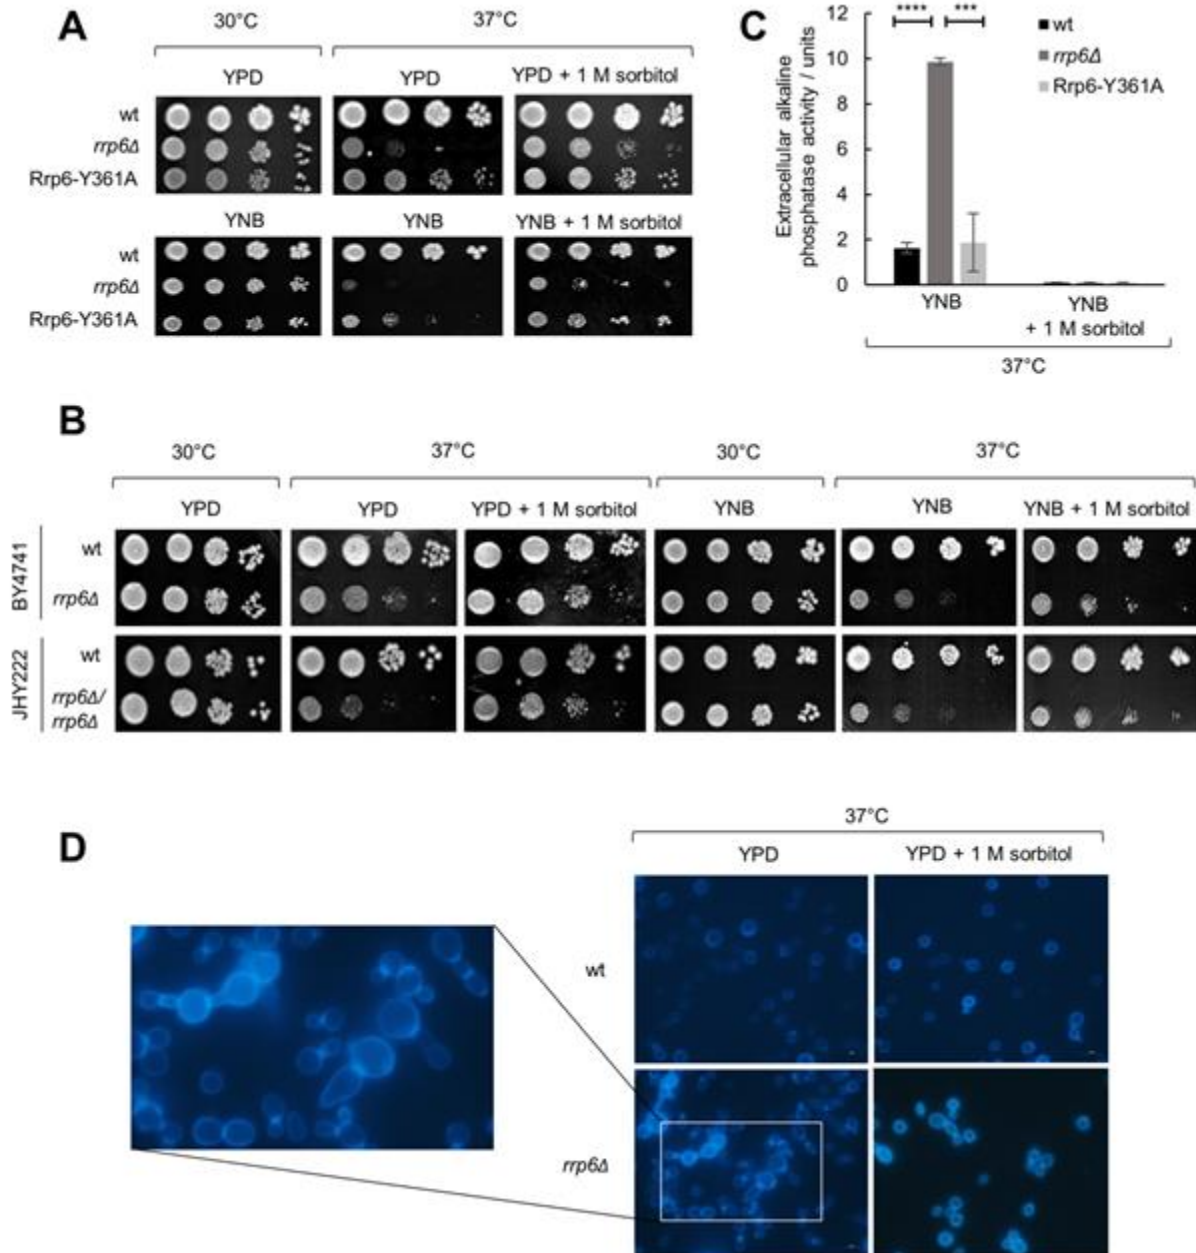 A
30°C
37°C
YPD
YPD
YPD + 1 M sorbitol
wt
rrp6Δ
Rrp6-Y361A
YNB
YNB
YNB + 1 M sorbitol
wt
rrp6Δ
Rrp6-Y361A
C
Extracellular alkaline
phosphatase activity / units
12
10
8
6
4
2
0
****
***
wt
rrp6Δ
Rrp6-Y361A
YNB
YNB
+ 1 M sorbitol
37°C
B
30°C
37°C
30°C
37°C
YPD
YPD
YPD + 1 M sorbitol
YNB
YNB
YNB + 1 M sorbitol
BY4741
wt
rrp6Δ
JHY222
wt
rrp6Δ/
rrp6Δ
D
37°C
YPD
YPD + 1 M sorbitol
wt
rrp6Δ